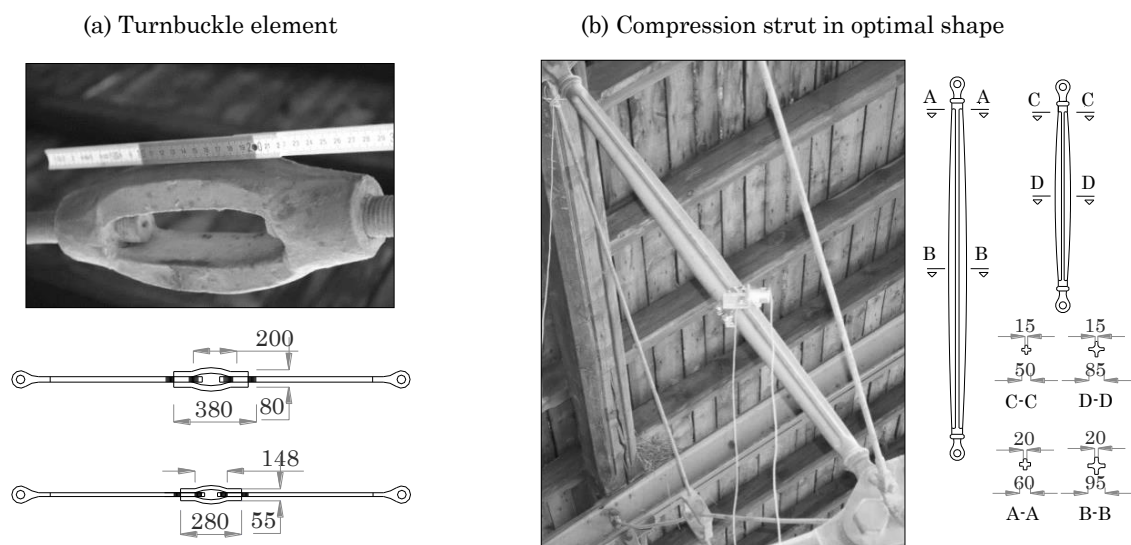 (a) Turnbuckle element
(b) Compression strut in optimal shape
200
380
80
148
280
55
A
A
B
B
C
C
D
D
15
15
50
85
C-C
D-D
20
20
60
95
A-A
B-B